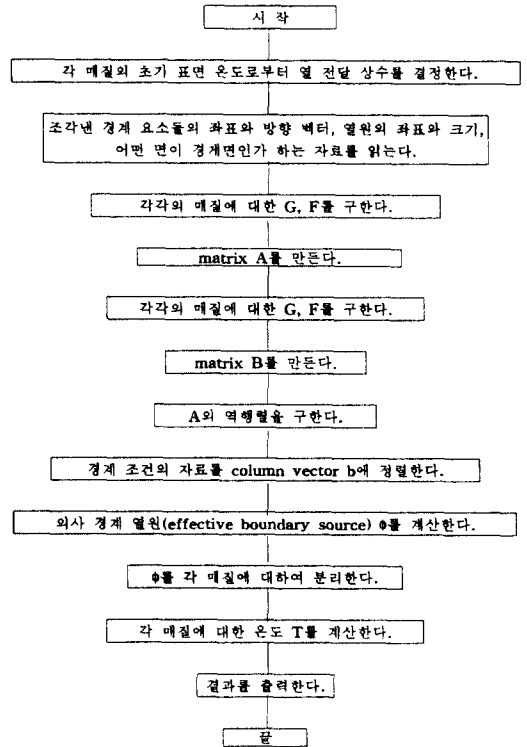 시 작
각 매질의 초기 표면 온도로부터 열 전달 상수를 결정한다.
조각낸 경계 요소들의 좌표와 방향 벡터, 열원의 좌표와 크기,
어떤 면이 경계면인가 하는 자료를 읽는다.
각각의 매질에 대한 G, F를 구한다.
matrix A를 만든다.
각각의 매질에 대한 G, F를 구한다.
matrix B를 만든다.
A의 역행렬을 구한다.
경계 조건의 자료를 column vector b에 정렬한다.
의사 경계 열원(effective boundary source) Φ를 계산한다.
Φ를 각 매질에 대하여 분리한다.
각 매질에 대한 온도 T를 계산한다.
결과를 출력한다.
끝